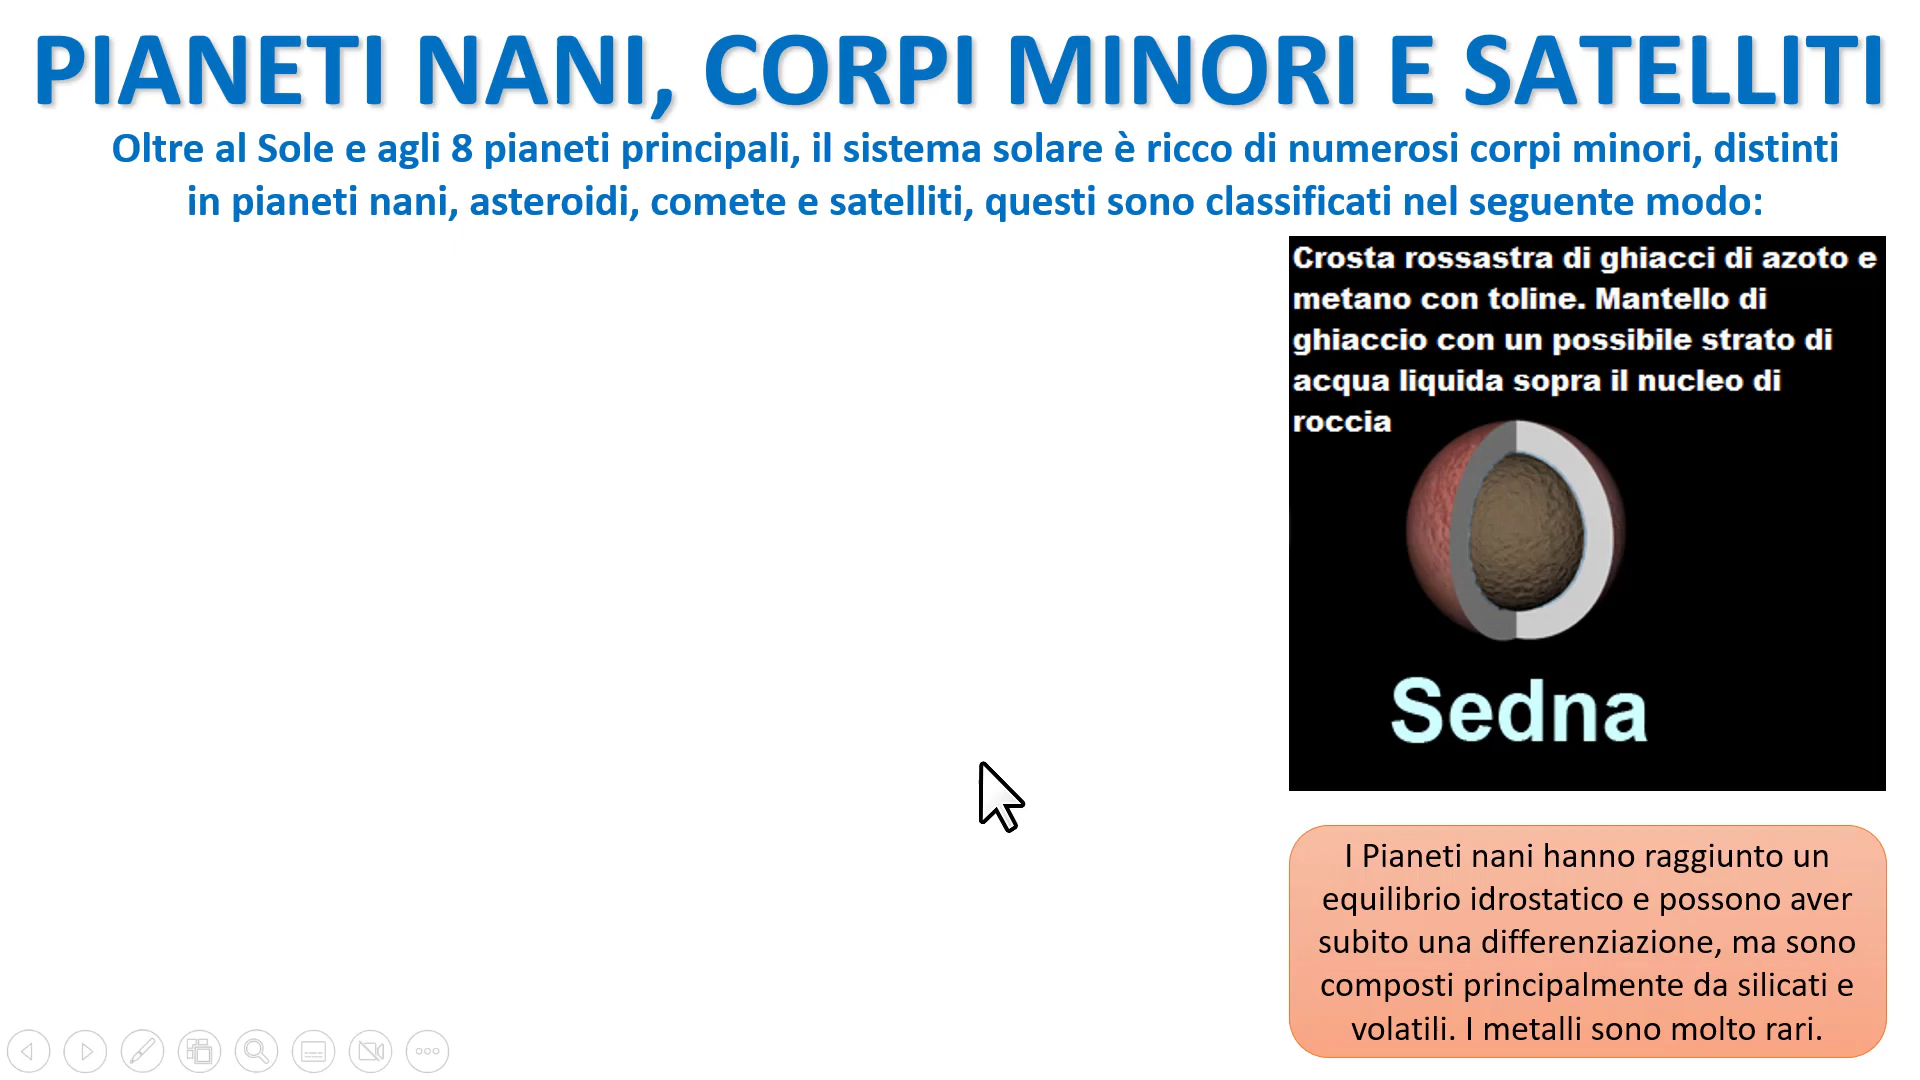 PIANETI NANI, CORPI MINORI E SATELLITI
Oltre al Sole e agli 8 pianeti principali, il sistema solare è ricco di numerosi corpi minori, distinti
in pianeti nani, asteroidi, comete e satelliti, questi sono classificati nel seguente modo:
Crosta rossastra di ghiacci di azoto e
metano con toline. Mantello di
ghiaccio con un possibile strato di
acqua liquida sopra il nucleo di
roccia
Sedna
I Pianeti nani hanno raggiunto un
equilibrio idrostatico e possono aver
subito una differenziazione, ma sono
composti principalmente da silicati e
volatili. I metalli sono molto rari.